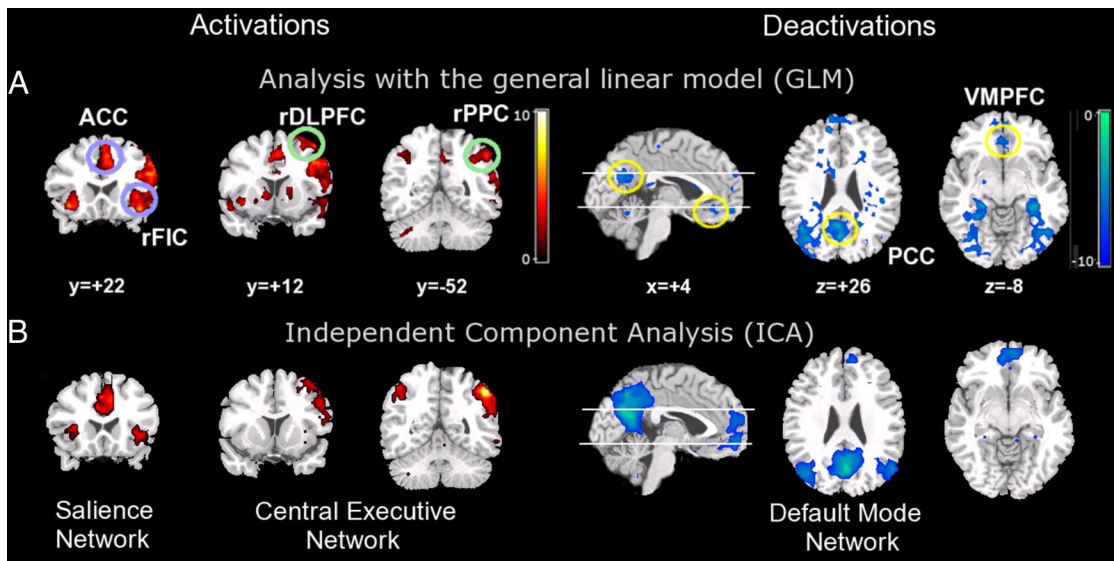 Activations
Deactivations
A
Analysis with the general linear model (GLM)
ACC
rDLPFC
rPPC
VMPFC
10
0
rFIC
PCC
0
-10
y=+22
y=+12
y=-52
x=+4
z=+26
z=-8
B
Independent Component Analysis (ICA)
Salience
Network
Central Executive
Network
Default Mode
Network